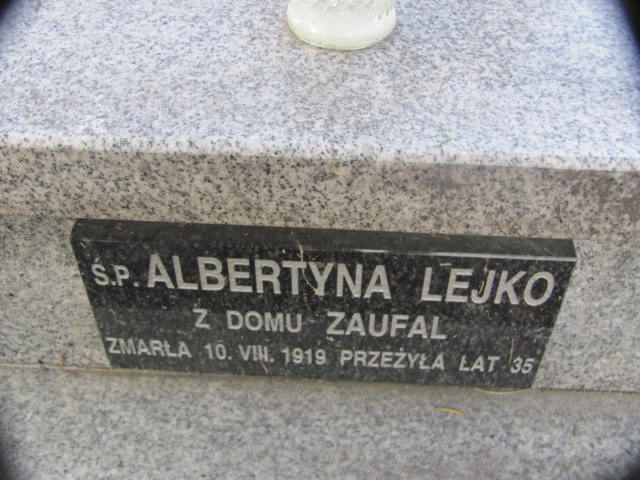 Ś.P. ALBERTYNA LEJKO
Z DOMU ZAUFAL
ZMARŁA 10. VIII. 1919 PRZEŻYŁA LAT 35